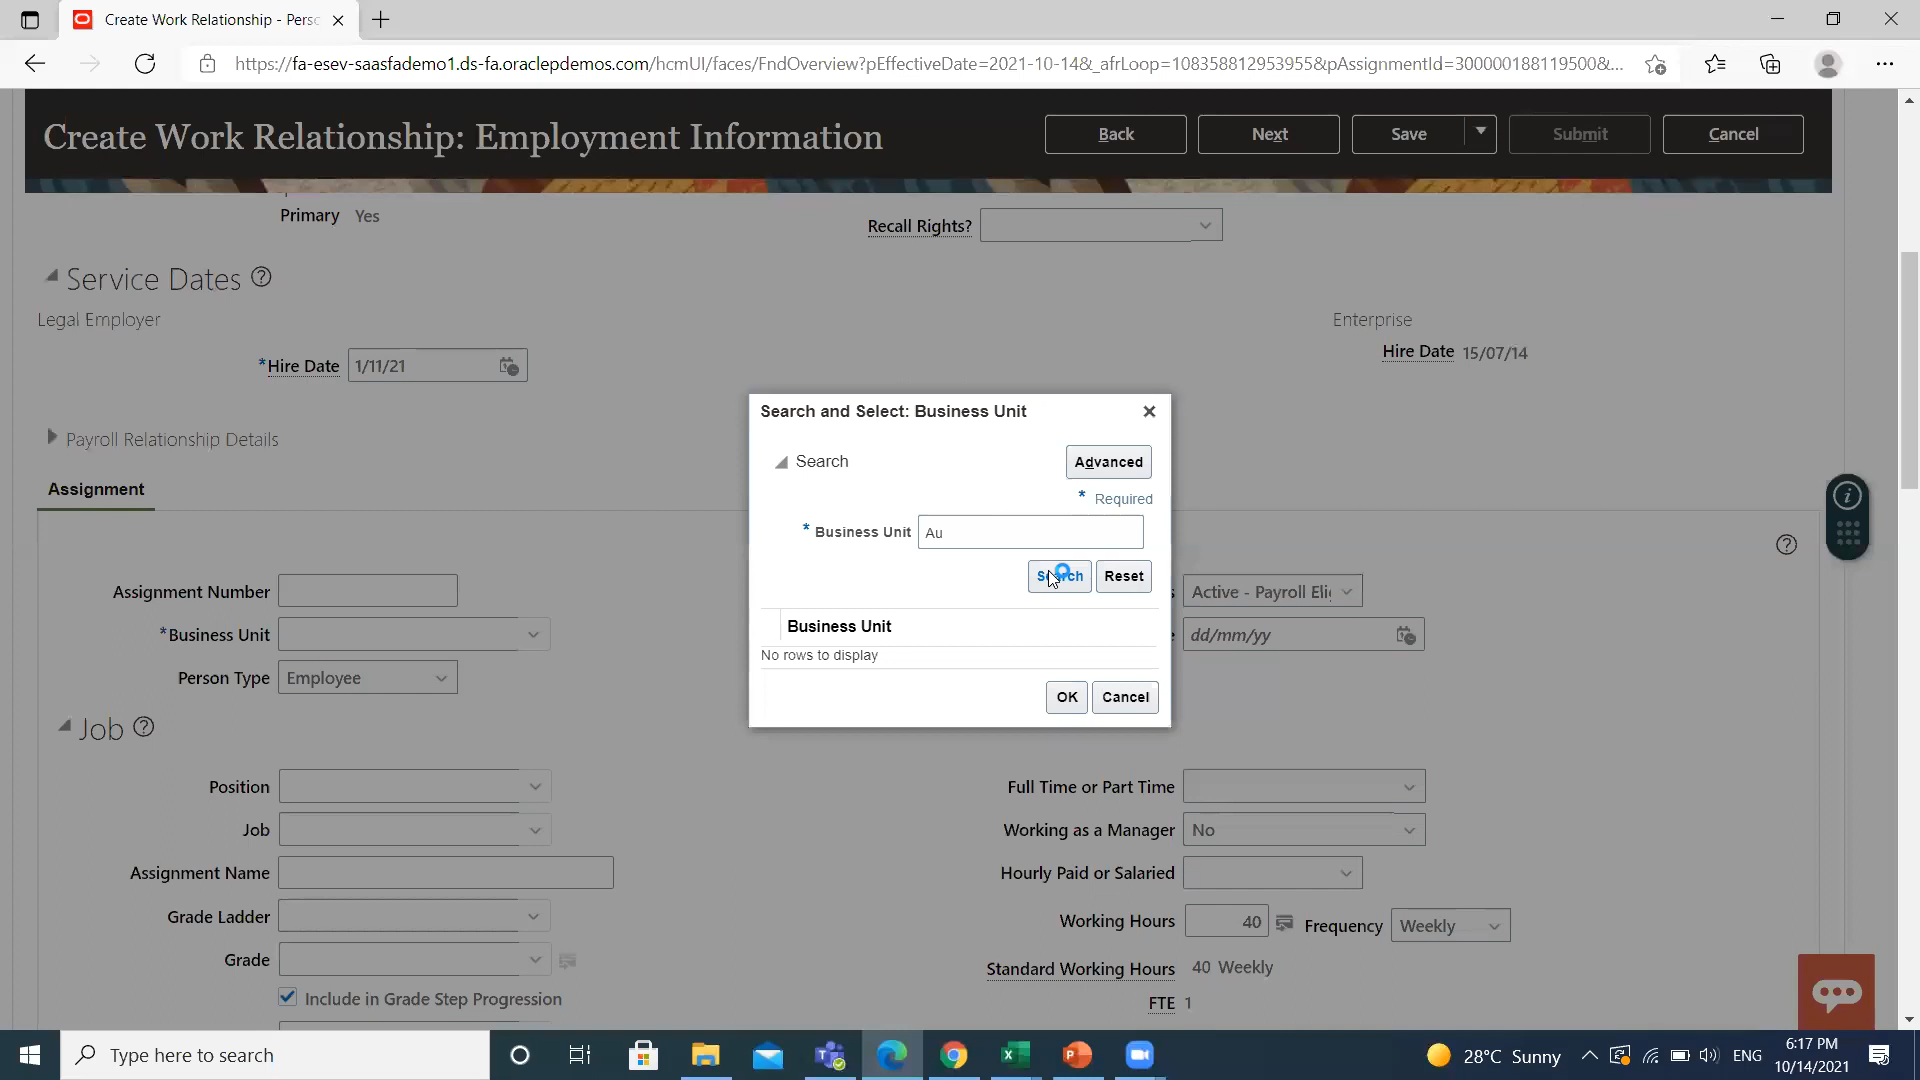 Create Work Relationship - Perso
https://fa-esev-saasfademo1.ds-fa.oraclepdemos.com/hcmUI/faces/FndOverview?pEffectiveDate=2021-10-14&_afrLoop=108358812953955&pAssignmentId=300000188119500&...
Create Work Relationship: Employment Information
Back
Next
Save
Submit
Cancel
Primary Yes
Recall Rights?
Service Dates
Legal Employer
Enterprise
*Hire Date 1/11/21
Hire Date 15/07/14
Payroll Relationship Details
Assignment
Search and Select: Business Unit
Search
Advanced
* Required
* Business Unit Au
Search
Reset
Business Unit
No rows to display
OK
Cancel
Assignment Number
Active - Payroll Eli
*Business Unit
dd/mm/yy
Person Type Employee
Job
Position
Full Time or Part Time
Job
Working as a Manager No
Assignment Name
Hourly Paid or Salaried
Grade Ladder
Working Hours 40
Frequency Weekly
Grade
Standard Working Hours 40 Weekly
Include in Grade Step Progression
FTE 1
Type here to search
28°C Sunny
ENG
6:17 PM
10/14/2021